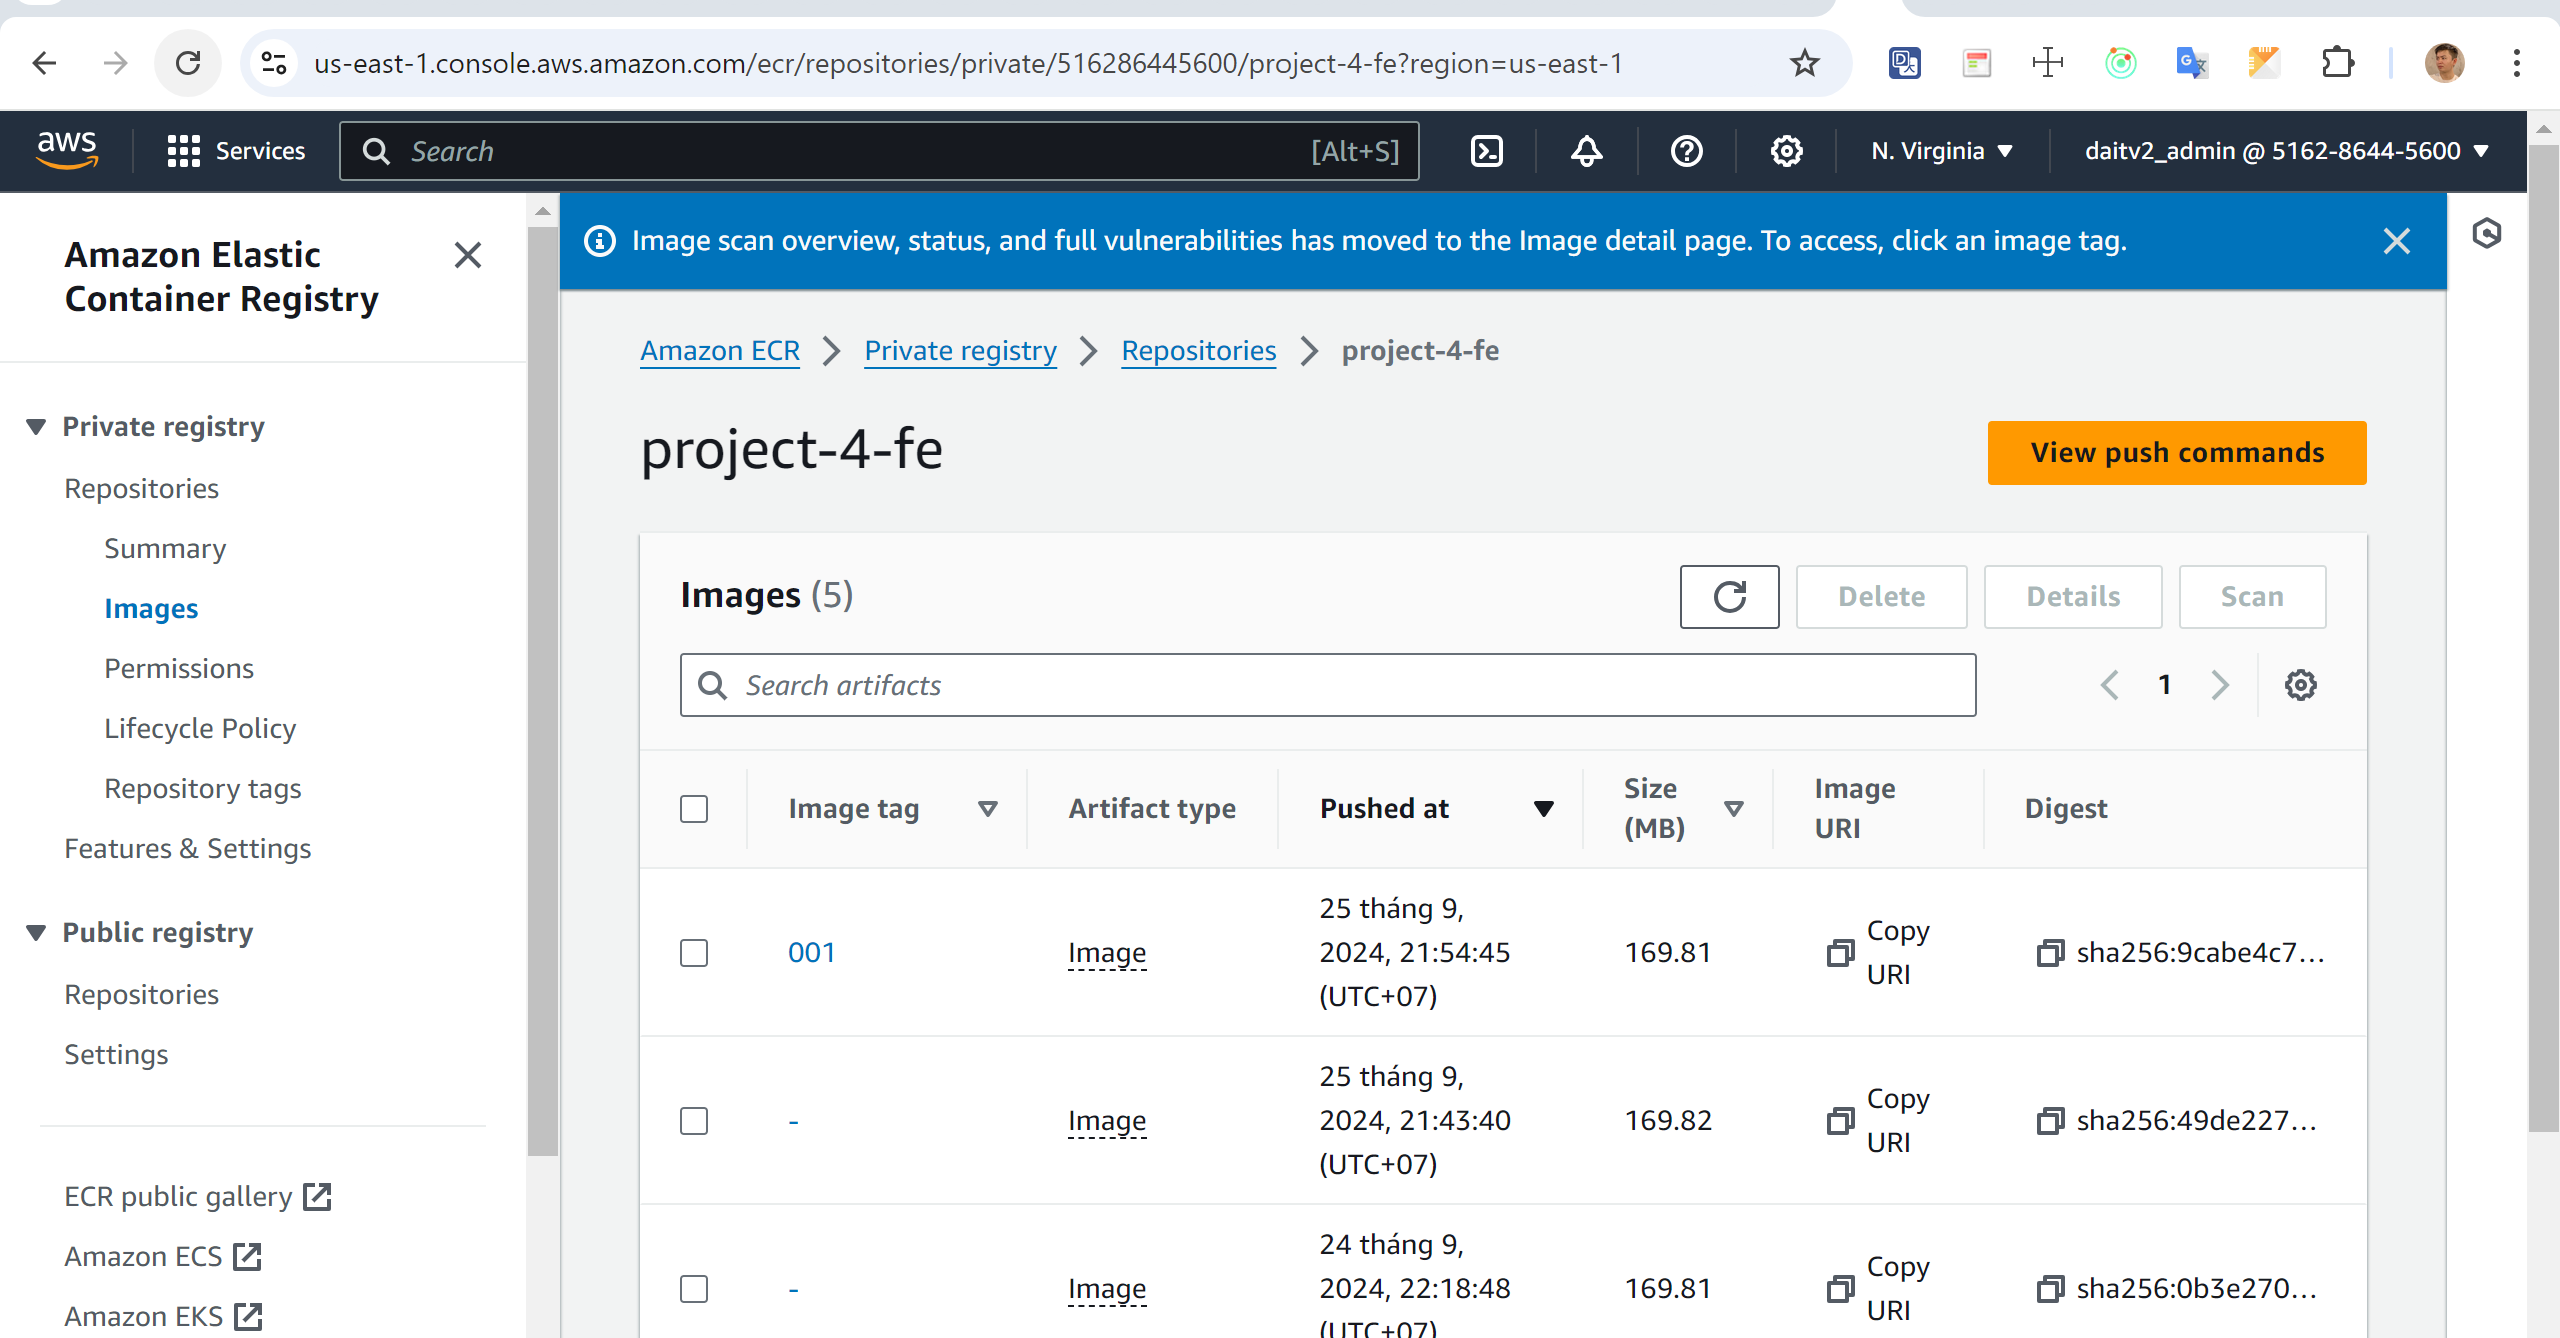 us-east-1.console.aws.amazon.com/ecr/repositories/private/516286445600/project-4-fe?region=us-east-1
aws
Services
Search
[Alt+S]
N. Virginia
daitv2_admin @ 5162-8644-5600
Amazon Elastic
Container Registry
Private registry
Repositories
Summary
Images
Permissions
Lifecycle Policy
Repository tags
Features & Settings
Public registry
Repositories
Settings
ECR public gallery
Amazon ECS
Amazon EKS
Image scan overview, status, and full vulnerabilities has moved to the Image detail page. To access, click an image tag.
Amazon ECR
Private registry
Repositories
project-4-fe
project-4-fe
View push commands
Images (5)
Delete
Details
Scan
Search artifacts
1
Image tag
Artifact type
Pushed at
Size
(MB)
Image
URI
Digest
001
Image
25 tháng 9,
2024, 21:54:45
(UTC+07)
169.81
Copy
URI
sha256:9cabe4c7...
-
Image
25 tháng 9,
2024, 21:43:40
(UTC+07)
169.82
Copy
URI
sha256:49de227...
-
Image
24 tháng 9,
2024, 22:18:48
(UTC+07)
169.81
Copy
URI
sha256:0b3e270...